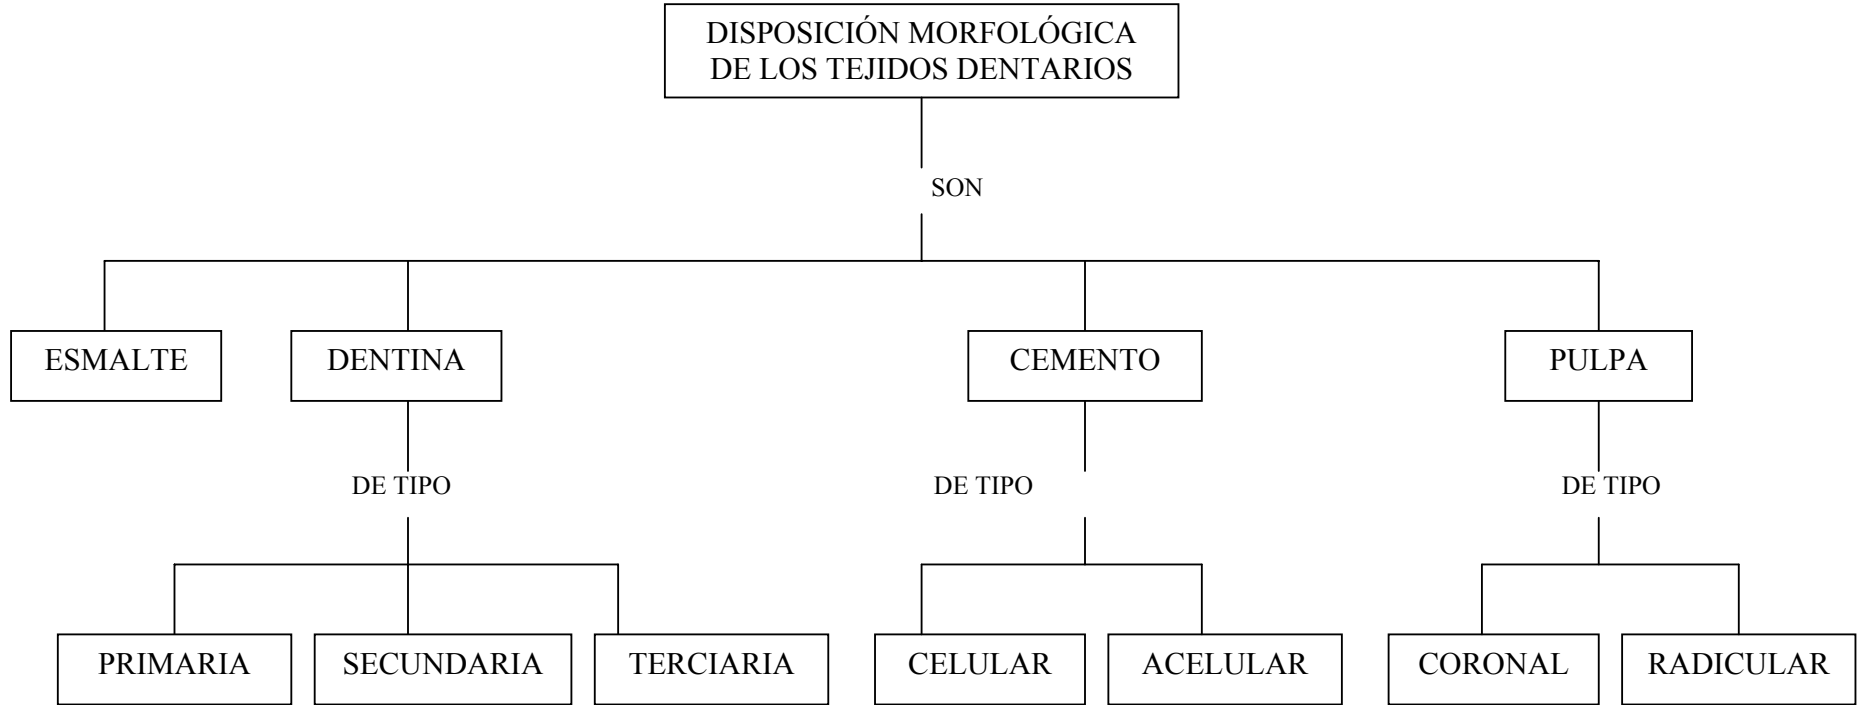 DISPOSICIÓN MORFOLÓGICA
DE LOS TEJIDOS DENTARIOS
SON
ESMALTE
DENTINA
CEMENTO
PULPA
DE TIPO
DE TIPO
DE TIPO
PRIMARIA
SECUNDARIA
TERCIARIA
CELULAR
ACELULAR
CORONAL
RADICULAR